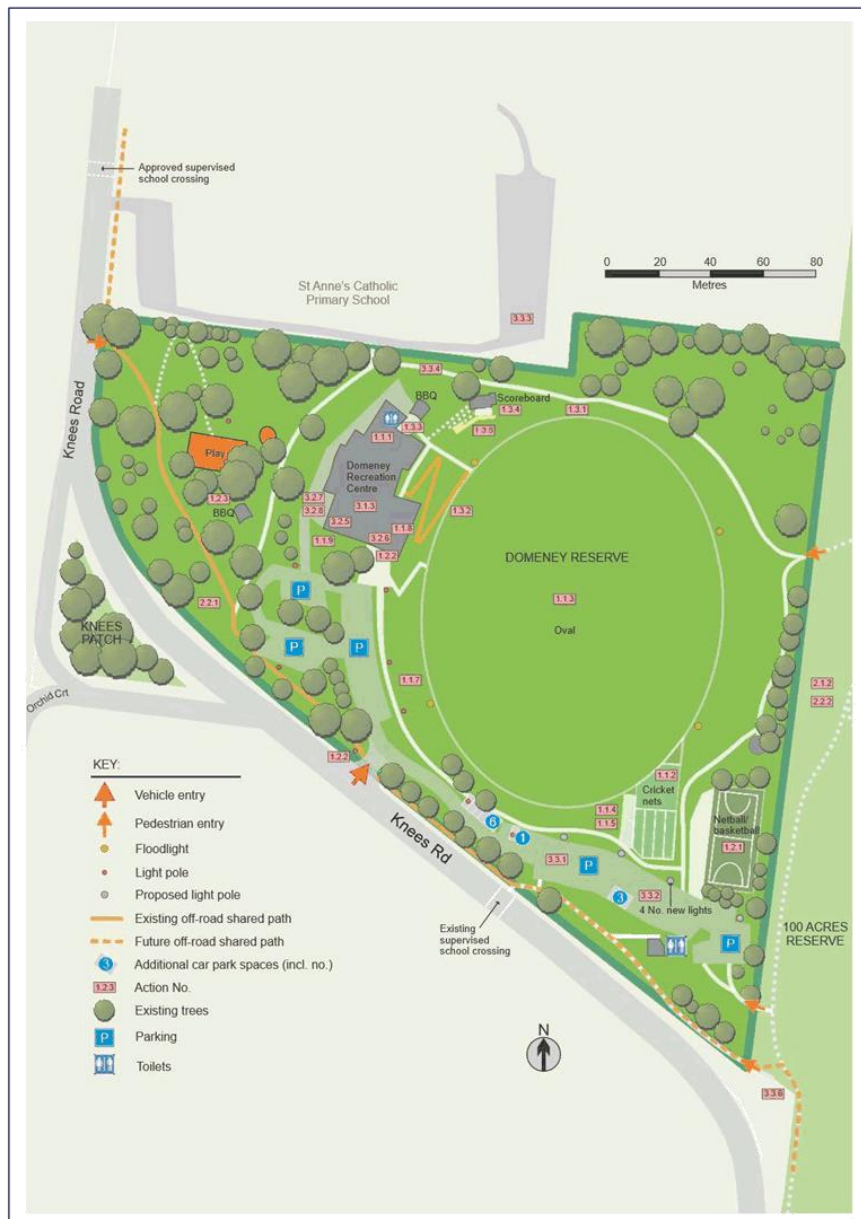 Approved supervised
school crossing
St Anne's Catholic
Primary School
0 20 40 60 80
Metres
3.3.3
3.3.4
Knees Road
BBQ
Scoreboard
1.3.4
1.3.1
1.3.3
1.3.5
1.1.1
Play
Domeney
Recreation
Centre
1.2.3
BBQ
3.2.7
3.2.8
3.1.3
3.2.5
1.1.8
1.3.2
3.2.6
1.1.9
1.2.2
DOMENEY RESERVE
1.1.3
Oval
P
P
P
2.2.1
KNEES
PATCH
Orchid Crt
1.1.7
2.1.2
2.2.2
1.2.2
1.1.2
Cricket
nets
1.1.4
1.1.5
Netball/
basketball
1.2.1
6
1
3.3.1
P
3
3.3.2
4 No. new lights
P
Knees Rd
Existing
supervised
school crossing
100 ACRES
RESERVE
3.3.6
N
KEY:
Vehicle entry
Pedestrian entry
Floodlight
Light pole
Proposed light pole
Existing off-road shared path
Future off-road shared path
3 Additional car park spaces (incl. no.)
1.2.3 Action No.
Existing trees
P Parking
Toilets